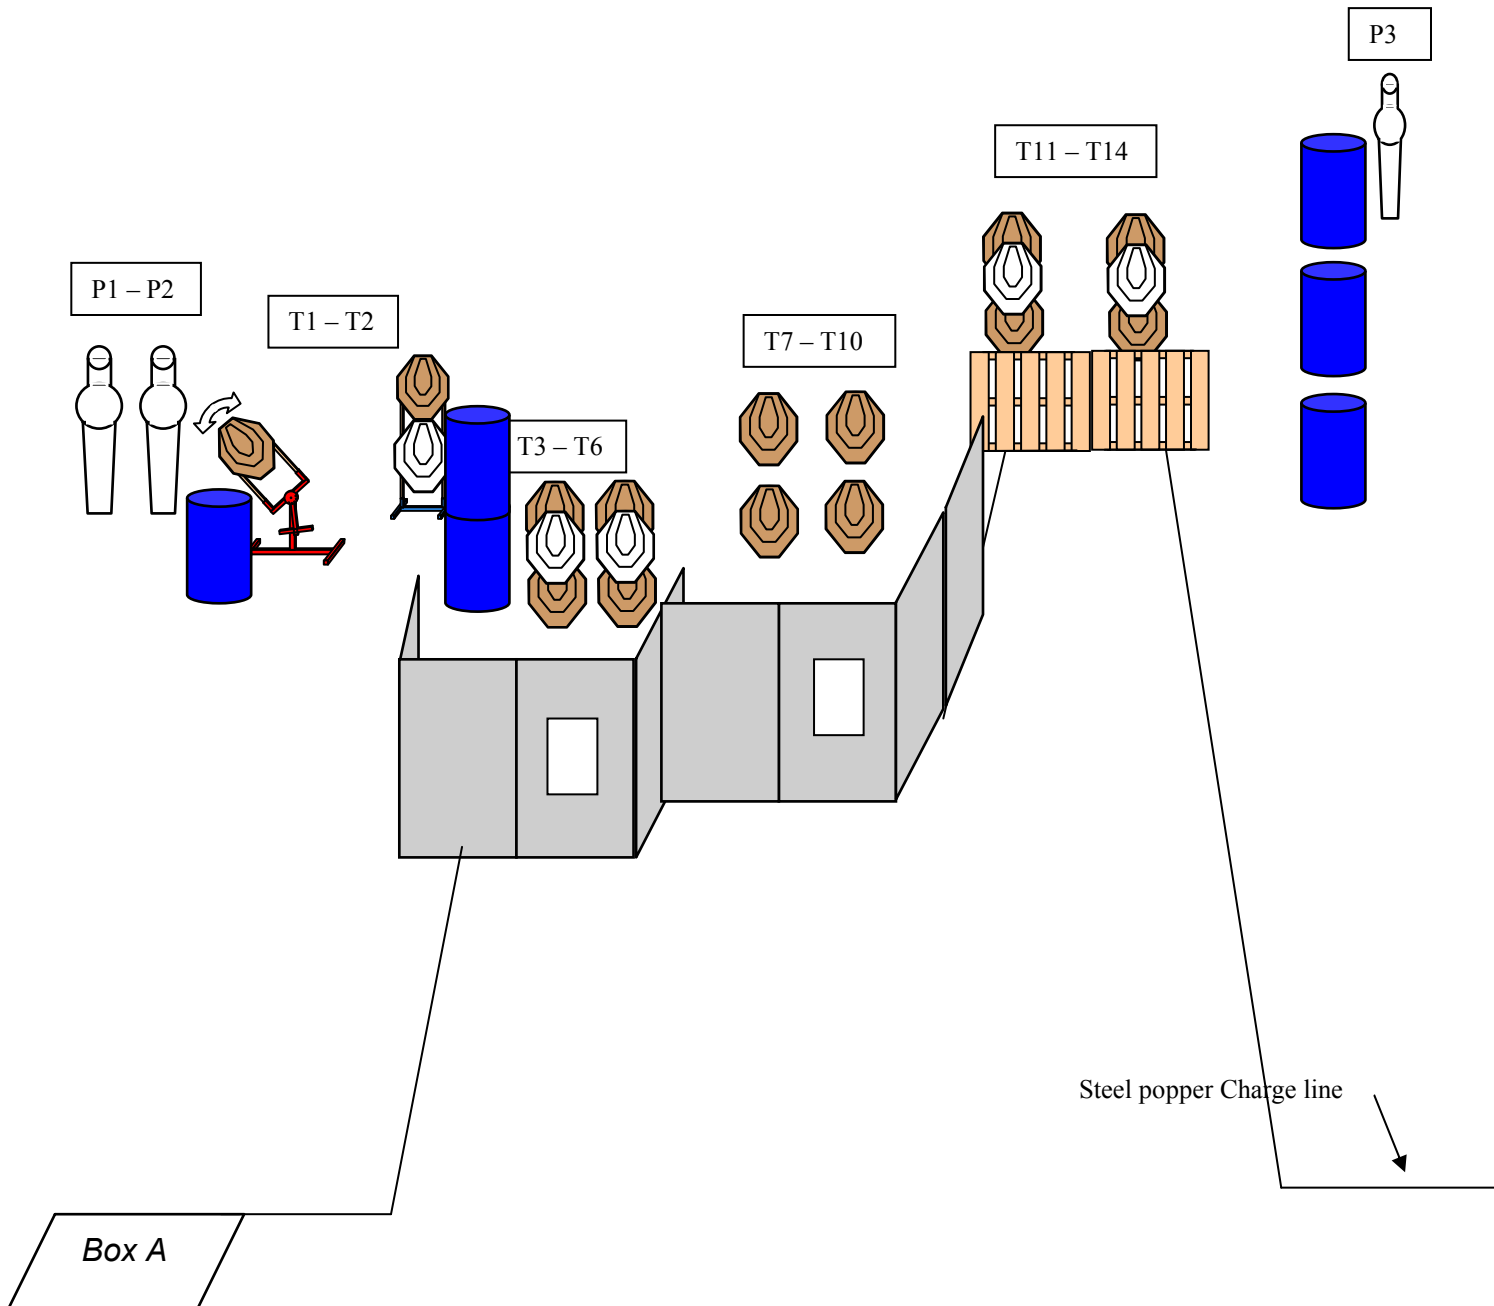 P3
T11 – T14
P1 – P2
T1 – T2
T7 – T10
T3 – T6
Steel popper Charge line
Box A